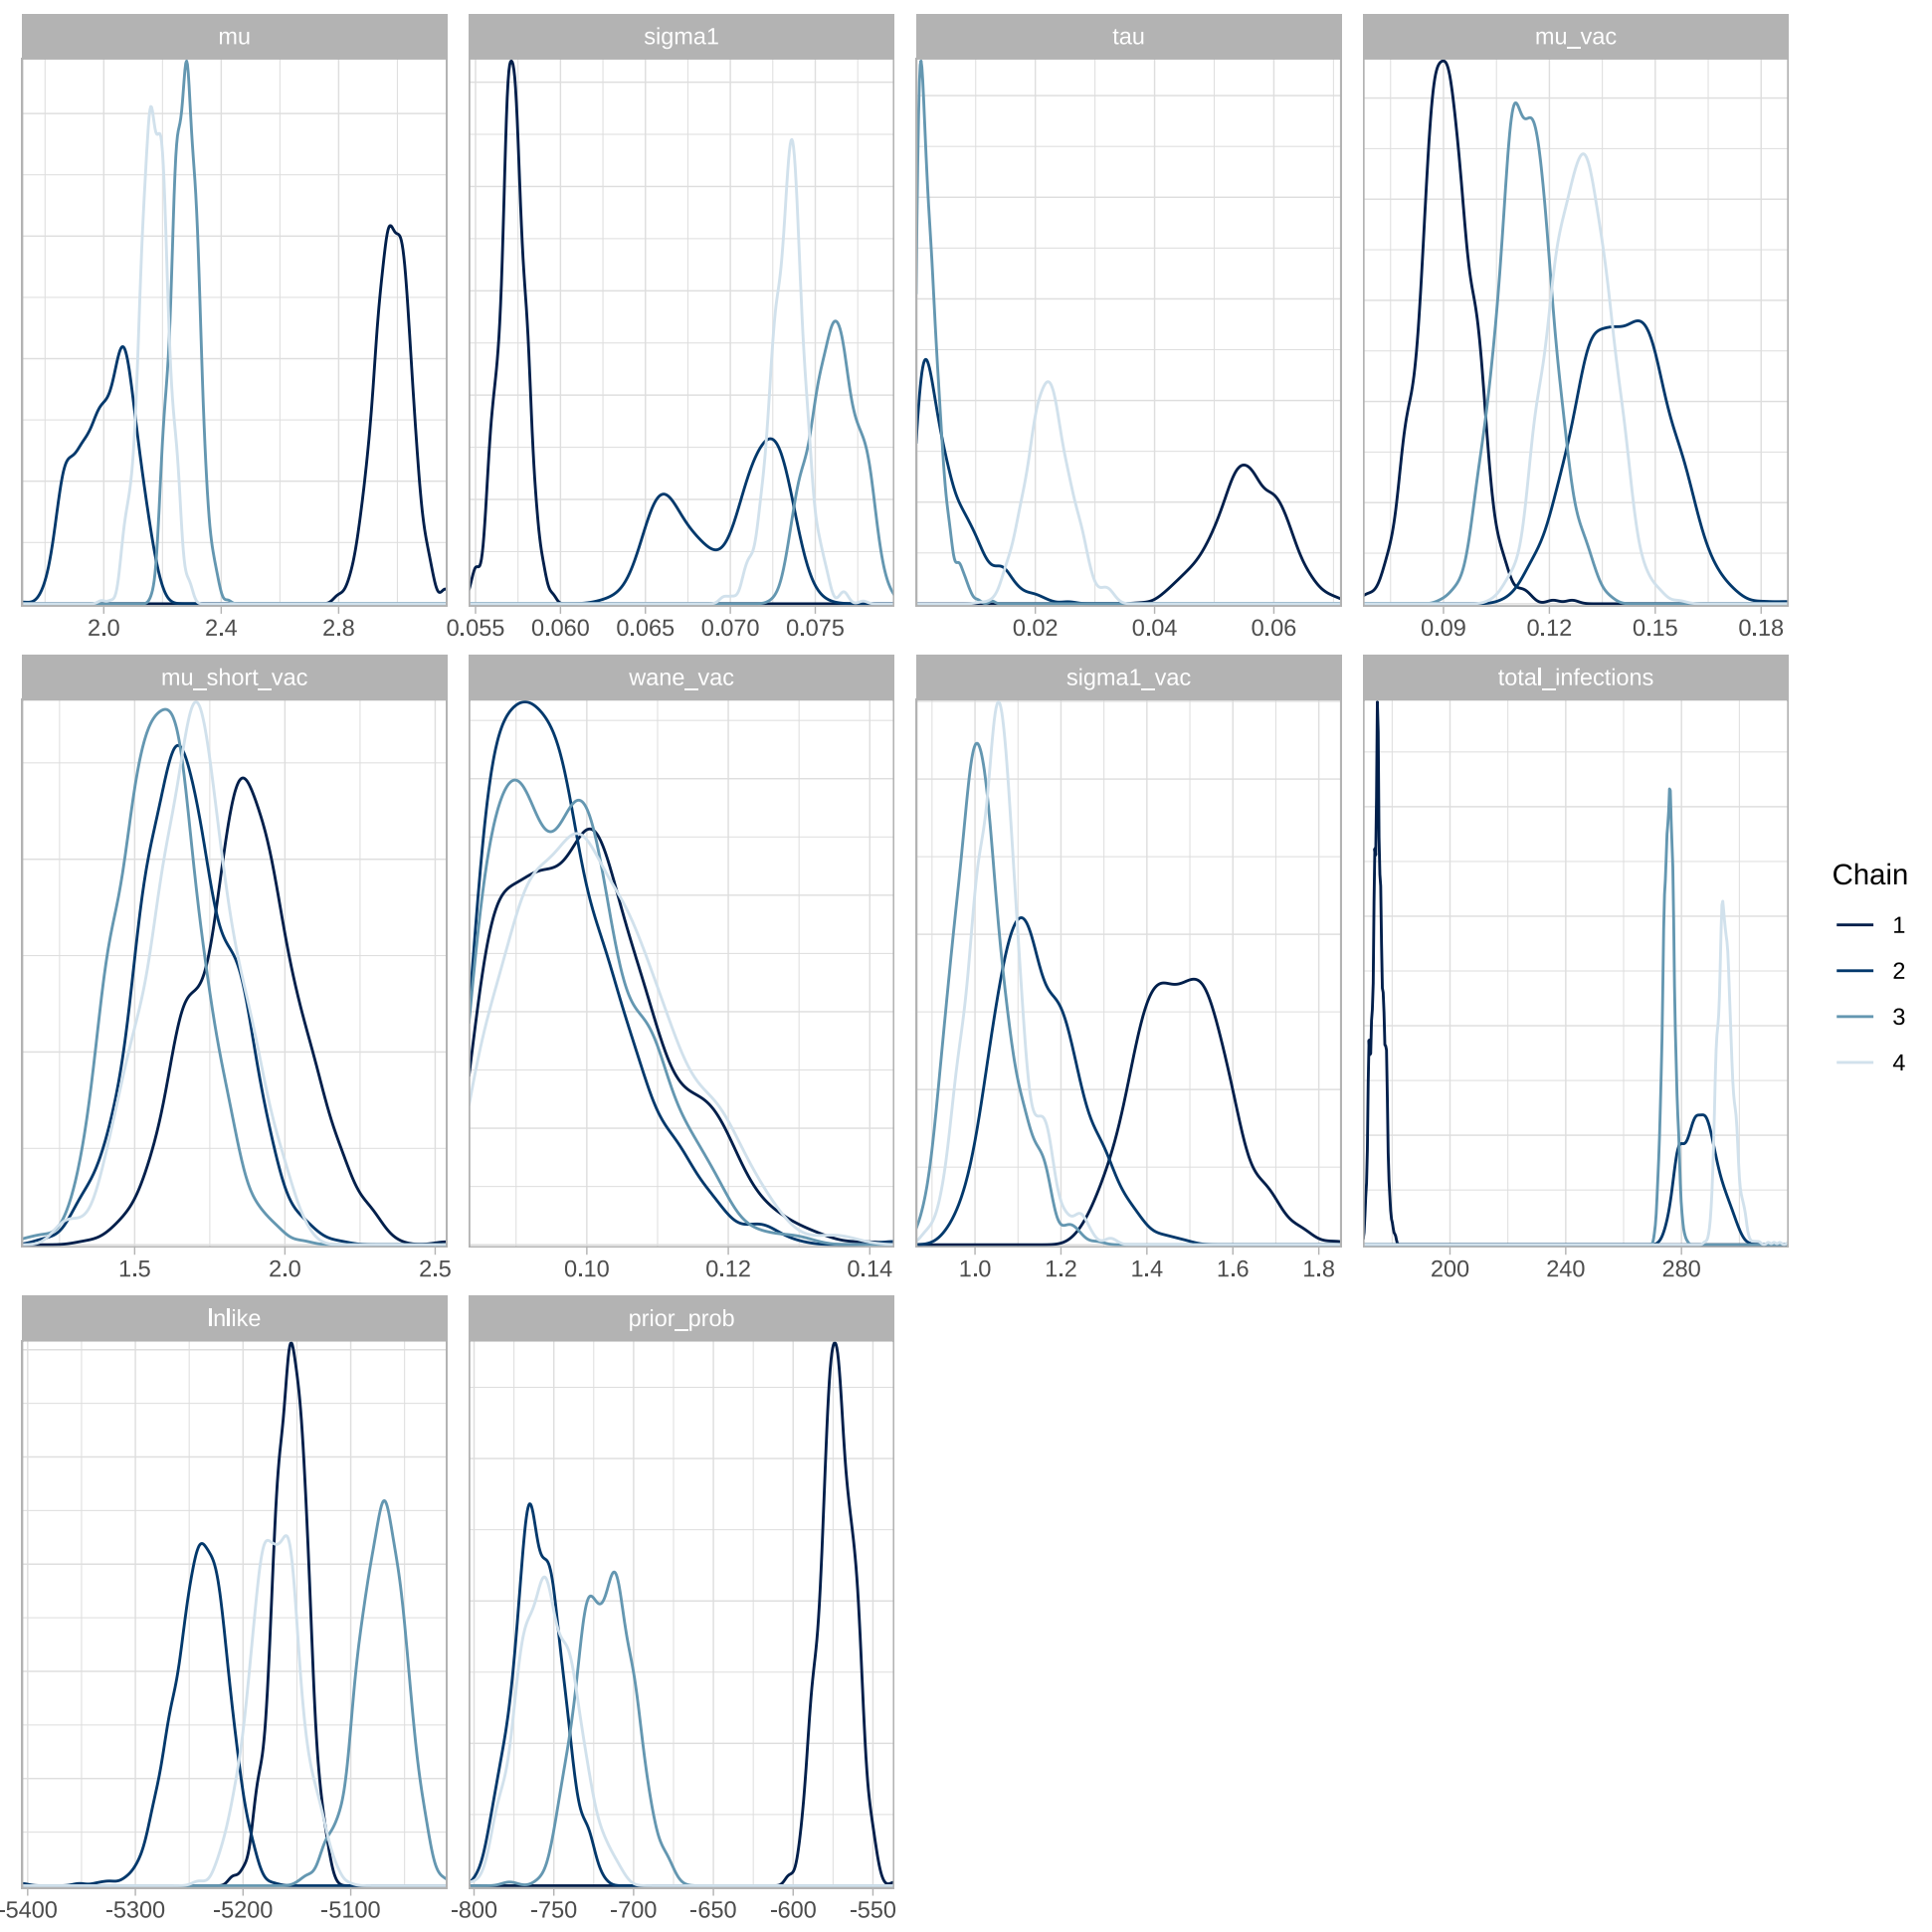 mu sigma1 tau mu_vac
2.0 2.4 2.8 0.055 0.060 0.065 0.070 0.075 0.02 0.04 0.06 0.09 0.12 0.15 0.18
mu_short_vac wane_vac sigma1_vac total_infections
Chain
1
2
3
4
1.5 2.0 2.5 0.10 0.12 0.14 1.0 1.2 1.4 1.6 1.8 200 240 280
lnlike prior_prob
-5400 -5300 -5200 -5100 -800 -750 -700 -650 -600 -550